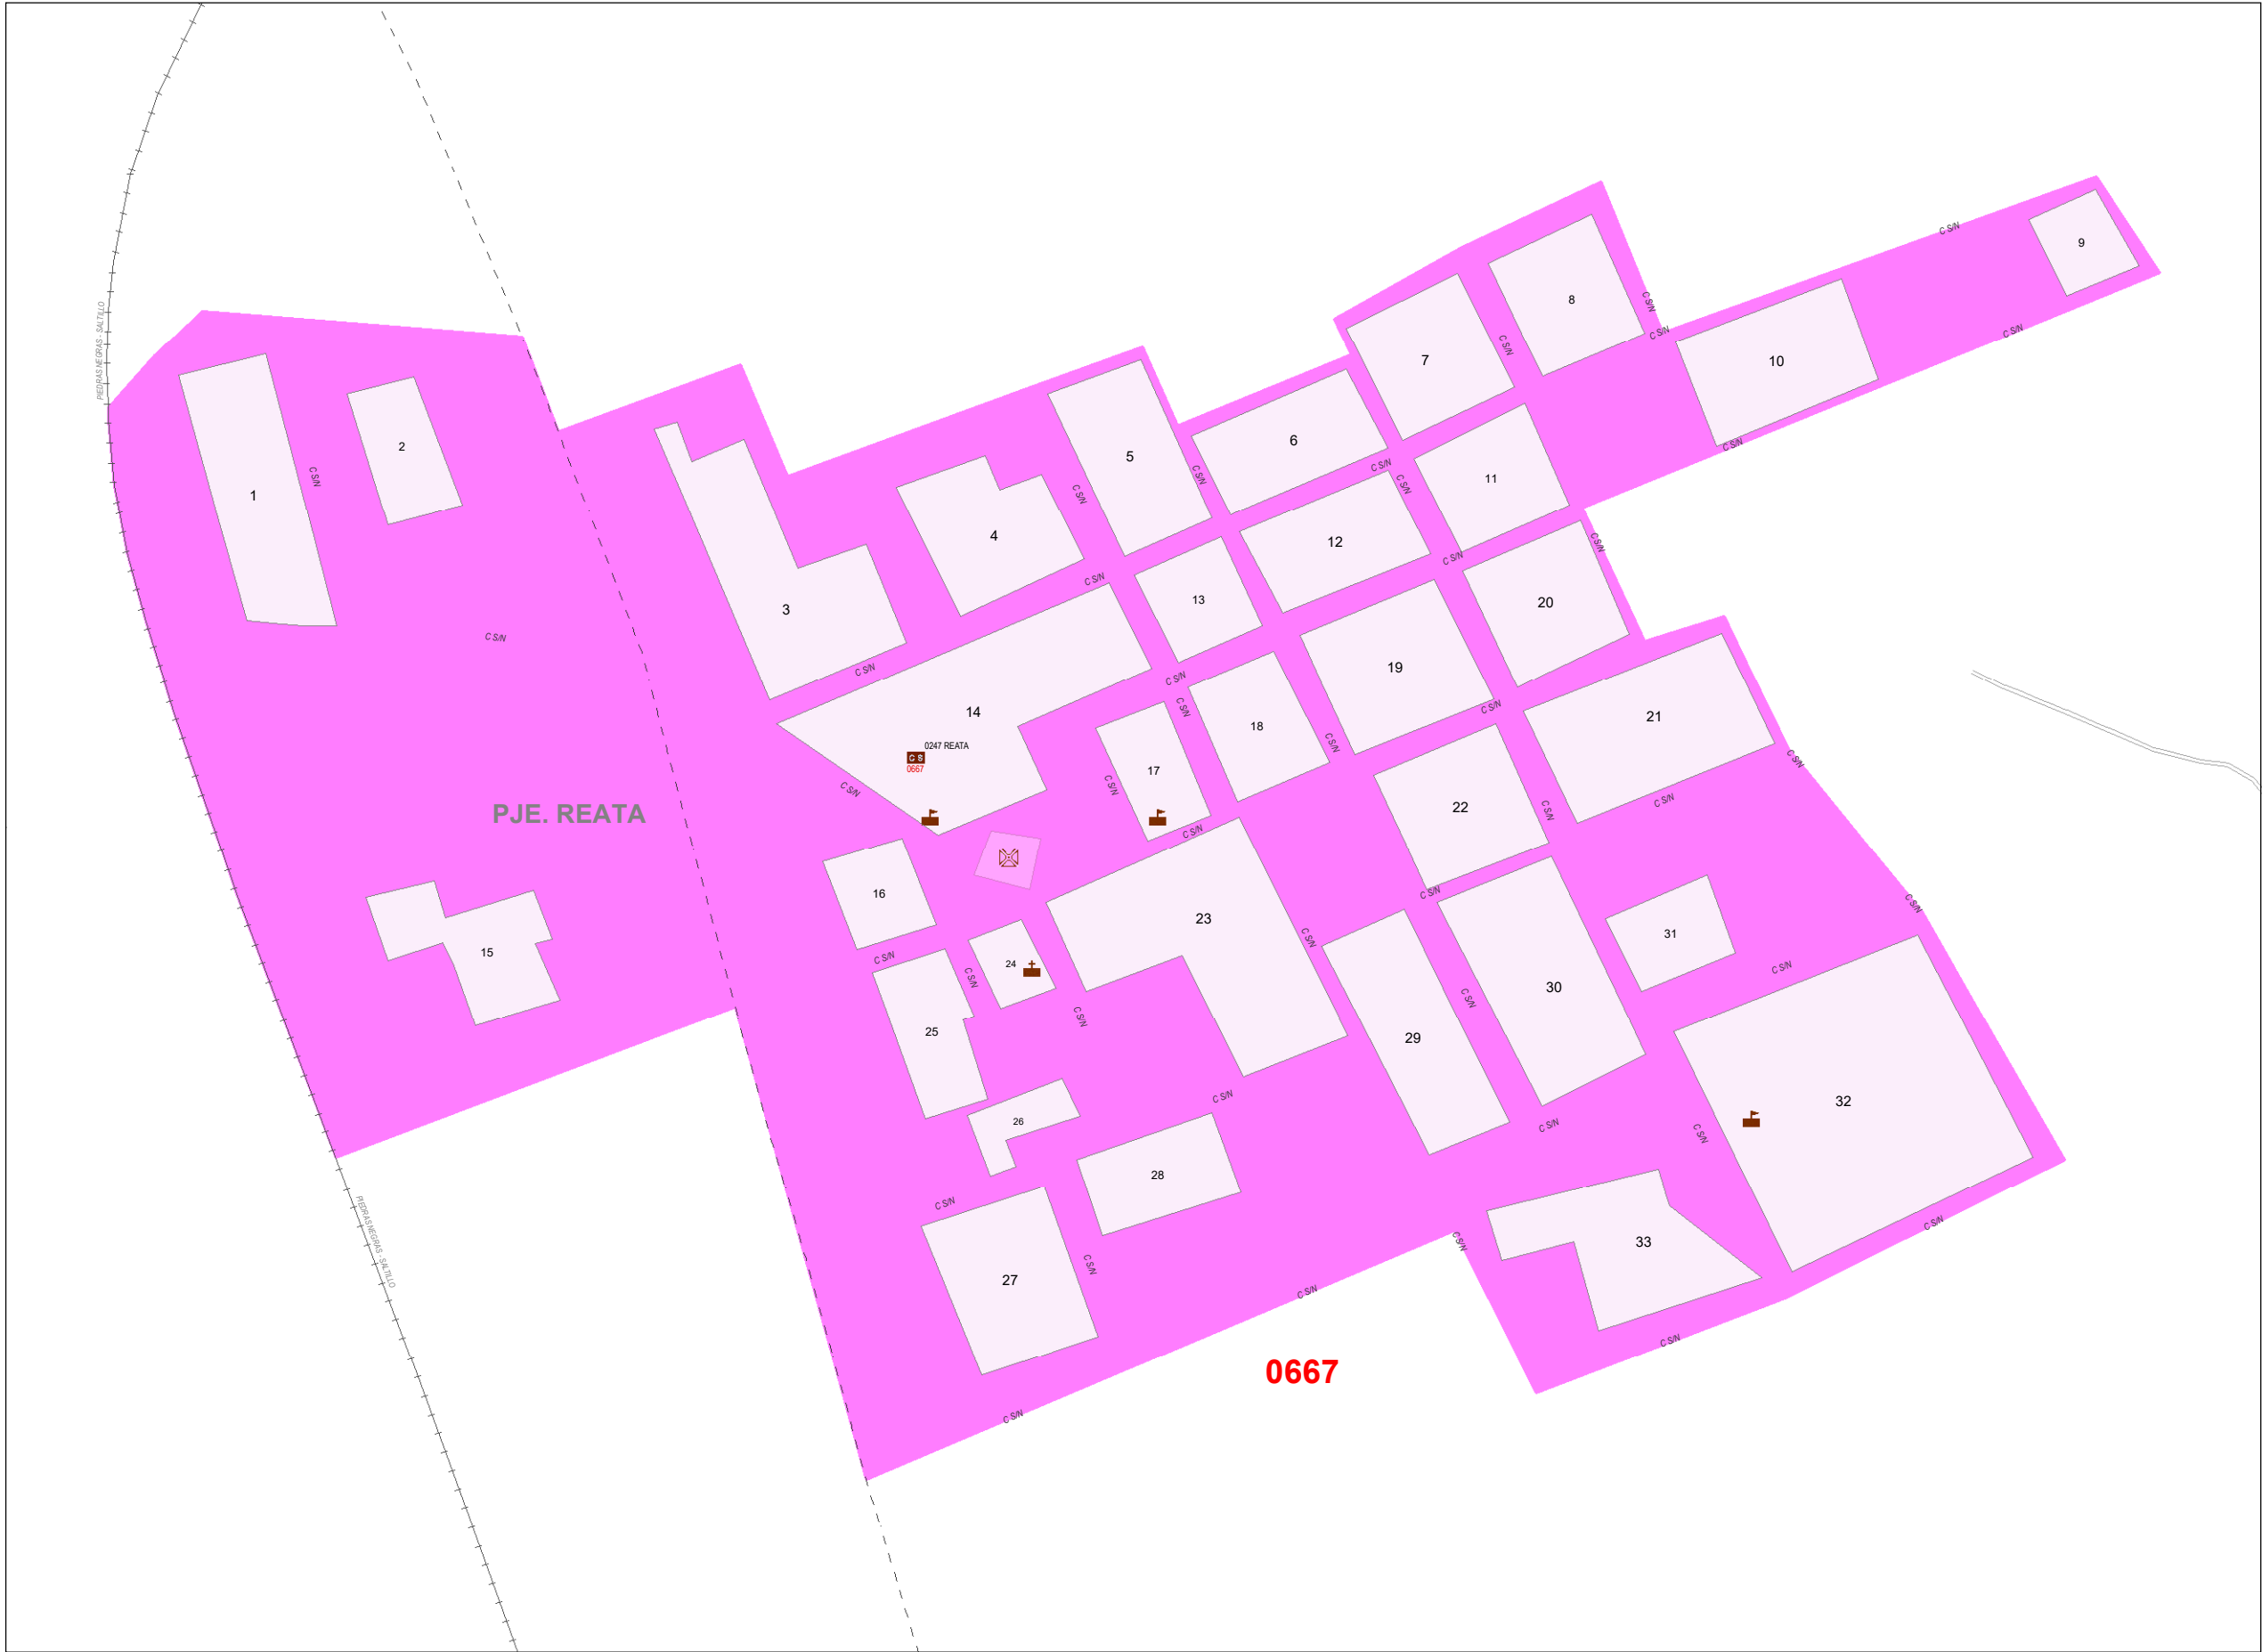 9
C S/N
8
C S/N
C S/N
C S/N
PIEDRAS NEGRAS - SALTILLO
C S/N
7
10
6
2
C S/N
5
C S/N
C S/N
C S/N
11
C S/N
C S/N
1
4
12
C S/N
C S/N
C S/N
13
20
3
C S/N
C S/N
19
C S/N
C S/N
C S/N
14
21
18
0247 REATA
C S
0667
C S/N
17
C S/N
C S/N
C S/N
22
C S/N
C S/N
PJE. REATA
C S/N
16
C S/N
C S/N
23
31
C S/N
15
C S/N
24
C S/N
C S/N
30
C S/N
C S/N
25
29
C S/N
32
26
C S/N
C S/N
28
C S/N
PIEDRAS NEGRAS - SALTILLO
C S/N
33
C S/N
C S/N
27
C S/N
C S/N
0667
C S/N